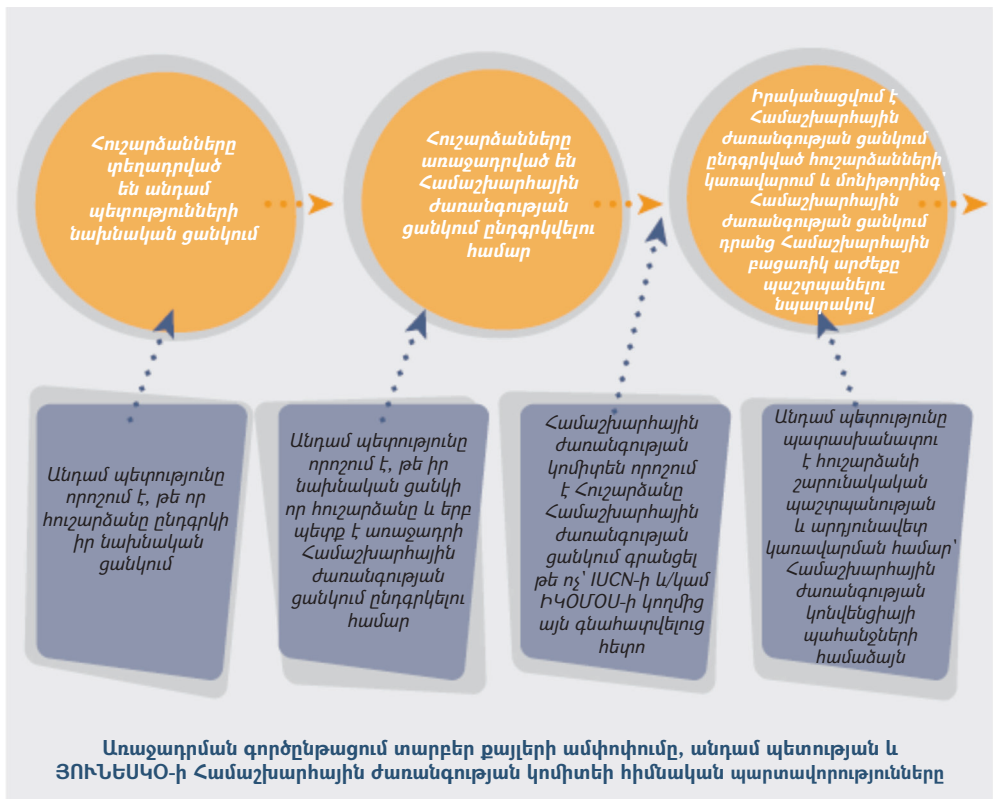 Հուշարձանները
տեղադրված
են անդամ
պետությունների
նախնական ցանկում
Հուշարձանները
առաջադրված են
Համաշխարհային
ժառանգության
ցանկում ընդգրկվելու
համար
Իրականացվում է
Համաշխարհային
ժառանգության ցանկում
ընդգրկված հուշարձանների
կառավարում և մոնիթորինգ՝
Համաշխարհային
ժառանգության ցանկում
դրանց Համաշխարհային
բացառիկ արժեքը
պաշտպանելու
նպատակով
Անդամ պետությունը
որոշում է, թե որ
հուշարձանը ընդգրկի
իր նախնական
ցանկում
Անդամ պետությունը
որոշում է, թե իր
նախնական ցանկի
որ հուշարձանը և երբ
պետք է առաջադրի
Համաշխարհային
ժառանգության
ցանկում ընդգրկելու
համար
Համաշխարհային
ժառանգության
կոմիտեն որոշում
է Հուշարձանը
Համաշխարհային
ժառանգության
ցանկում գրանցել
թե ոչ՝ IUCN-ի և/կամ
ԻԿՕՄՕՍ-ի կողմից
այն գնահատվելուց
հետո
Անդամ պետությունը
պատասխանատու
է հուշարձանի
շարունակական
պաշտպանության
և արդյունավետ
կառավարման համար՝
Համաշխարհային
ժառանգության
կոնվենցիայի
պահանջների
համաձայն
Առաջադրման գործընթացում տարբեր քայլերի ամփոփումը, անդամ պետության և
ՅՈՒՆԵՍԿՕ-ի Համաշխարհային ժառանգության կոմիտեի հիմնական պարտավորությունները